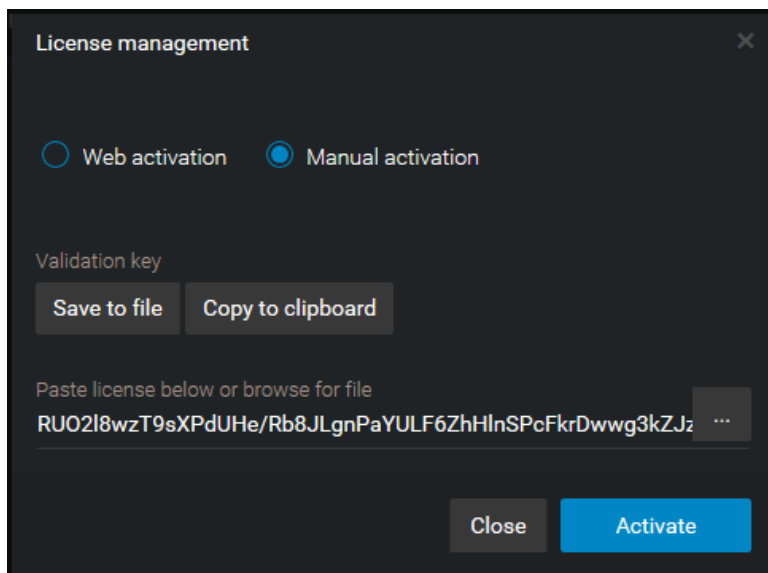 License management
Web activation Manual activation
Validation key
Save to file Copy to clipboard
Paste license below or browse for file
RUO2l8wzT9sXPdUHe/Rb8JLgnPaYULF6ZhHlnSPcFkrDwwg3kZJz ...
Close Activate